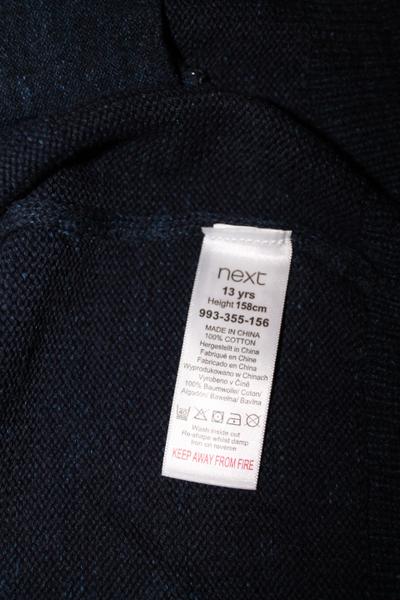 next
13 yrs
Height 158cm
993-355-156
MADE IN CHINA
100% COTTON
Hergestellt in China
Fabriqué en Chine
Fabricado en China
Wyprodukowano w Chinach
Vyrobeno v Číně
100% Baumwolle/ Coton/
Algodón/ Bawełna/ Bavlna
Wash inside out
Re-shape whilst damp
Iron on reverse
KEEP AWAY FROM FIRE